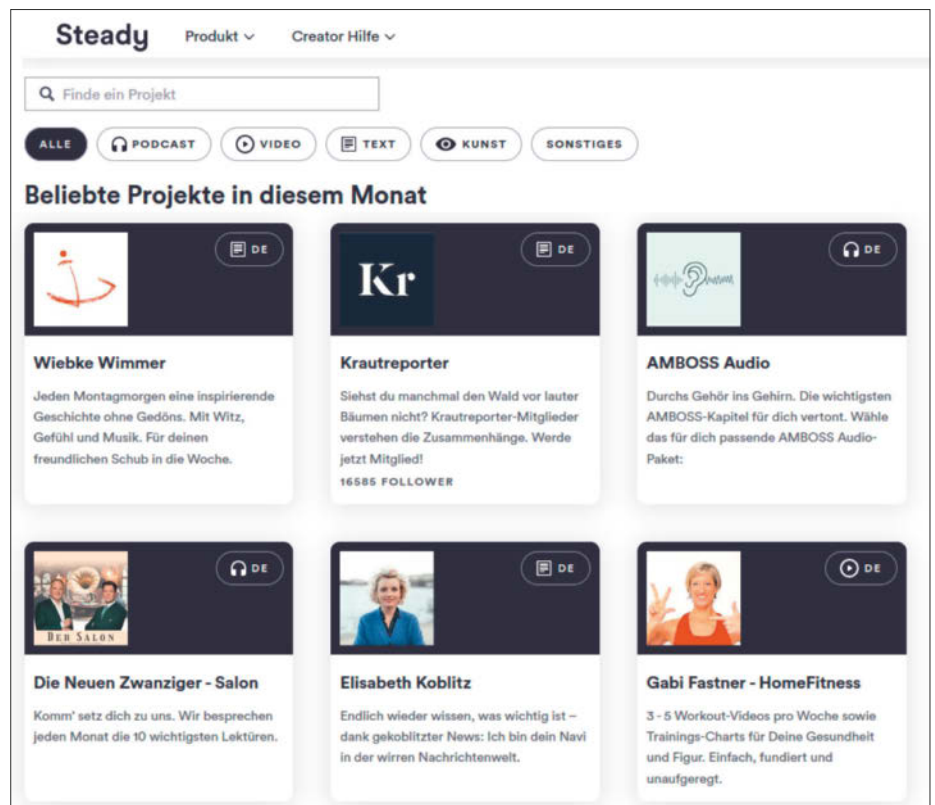 Steady
Produkt
Creator Hilfe
Finde ein Projekt
ALLE
PODCAST
VIDEO
TEXT
KUNST
SONSTIGES
Beliebte Projekte in diesem Monat
DE
Wiebke Wimmer
Jeden Montagmorgen eine inspirierende
Geschichte ohne Gedöns. Mit Witz,
Gefühl und Musik. Für deinen
freundlichen Schub in die Woche.
Kr
DE
Krautreporter
Siehst du manchmal den Wald vor lauter
Bäumen nicht? Krautreporter-Mitglieder
verstehen die Zusammenhänge. Werde
jetzt Mitglied!
16585 FOLLOWER
DE
AMBOSS Audio
Durchs Gehör ins Gehirn. Die wichtigsten
AMBOSS-Kapitel für dich vertont. Wähle
das für dich passende AMBOSS Audio-
Paket:
DER SALON
DE
Die Neuen Zwanziger - Salon
Komm' setz dich zu uns. Wir besprechen
jeden Monat die 10 wichtigsten Lektüren.
DE
Elisabeth Koblitz
Endlich wieder wissen, was wichtig ist –
dank gekoblitzter News: Ich bin dein Navi
in der wirren Nachrichtenwelt.
DE
Gabi Fastner - HomeFitness
3 - 5 Workout-Videos pro Woche sowie
Trainings-Charts für Deine Gesundheit
und Figur. Einfach, fundiert und
unaufgeregt.